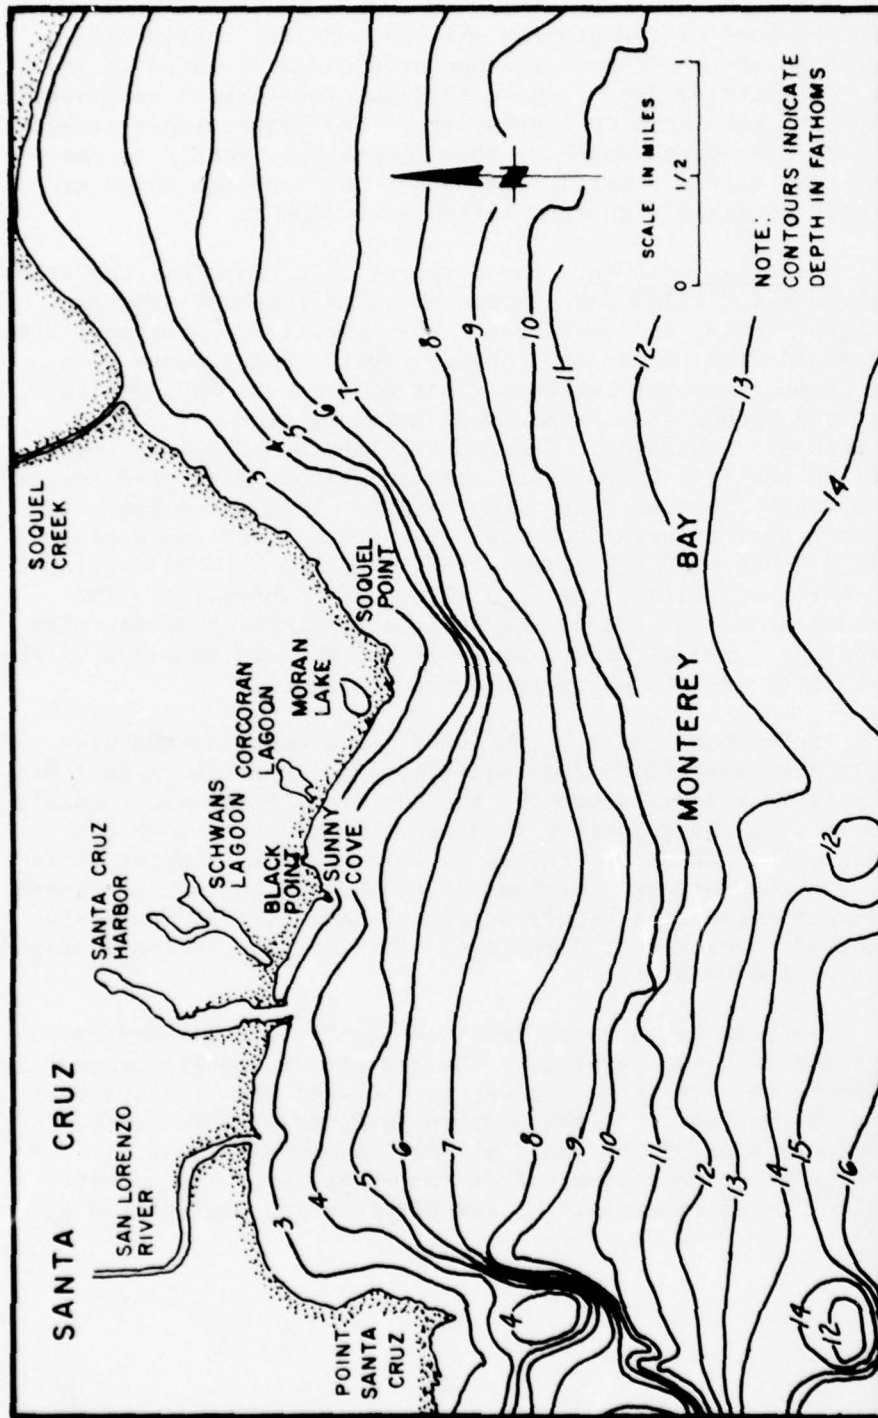 SANTA CRUZ
SAN LORENZO
RIVER
SANTA CRUZ
HARBOR
SCHWANS
LAGOON
BLACK
POINT
SUNNY
COVE
CORCORAN
LAGOON
MORAN
LAKE
SOQUEL
POINT
SOQUEL
CREEK
POINT
SANTA
CRUZ
3
4
5
6
7
8
9
10
11
12
13
14
15
16
4
14
12
12
3
4
5
6
7
8
9
10
11
12
13
14
MONTEREY BAY
SCALE IN MILES
0 1/2 1
NOTE:
CONTOURS INDICATE
DEPTH IN FATHOMS